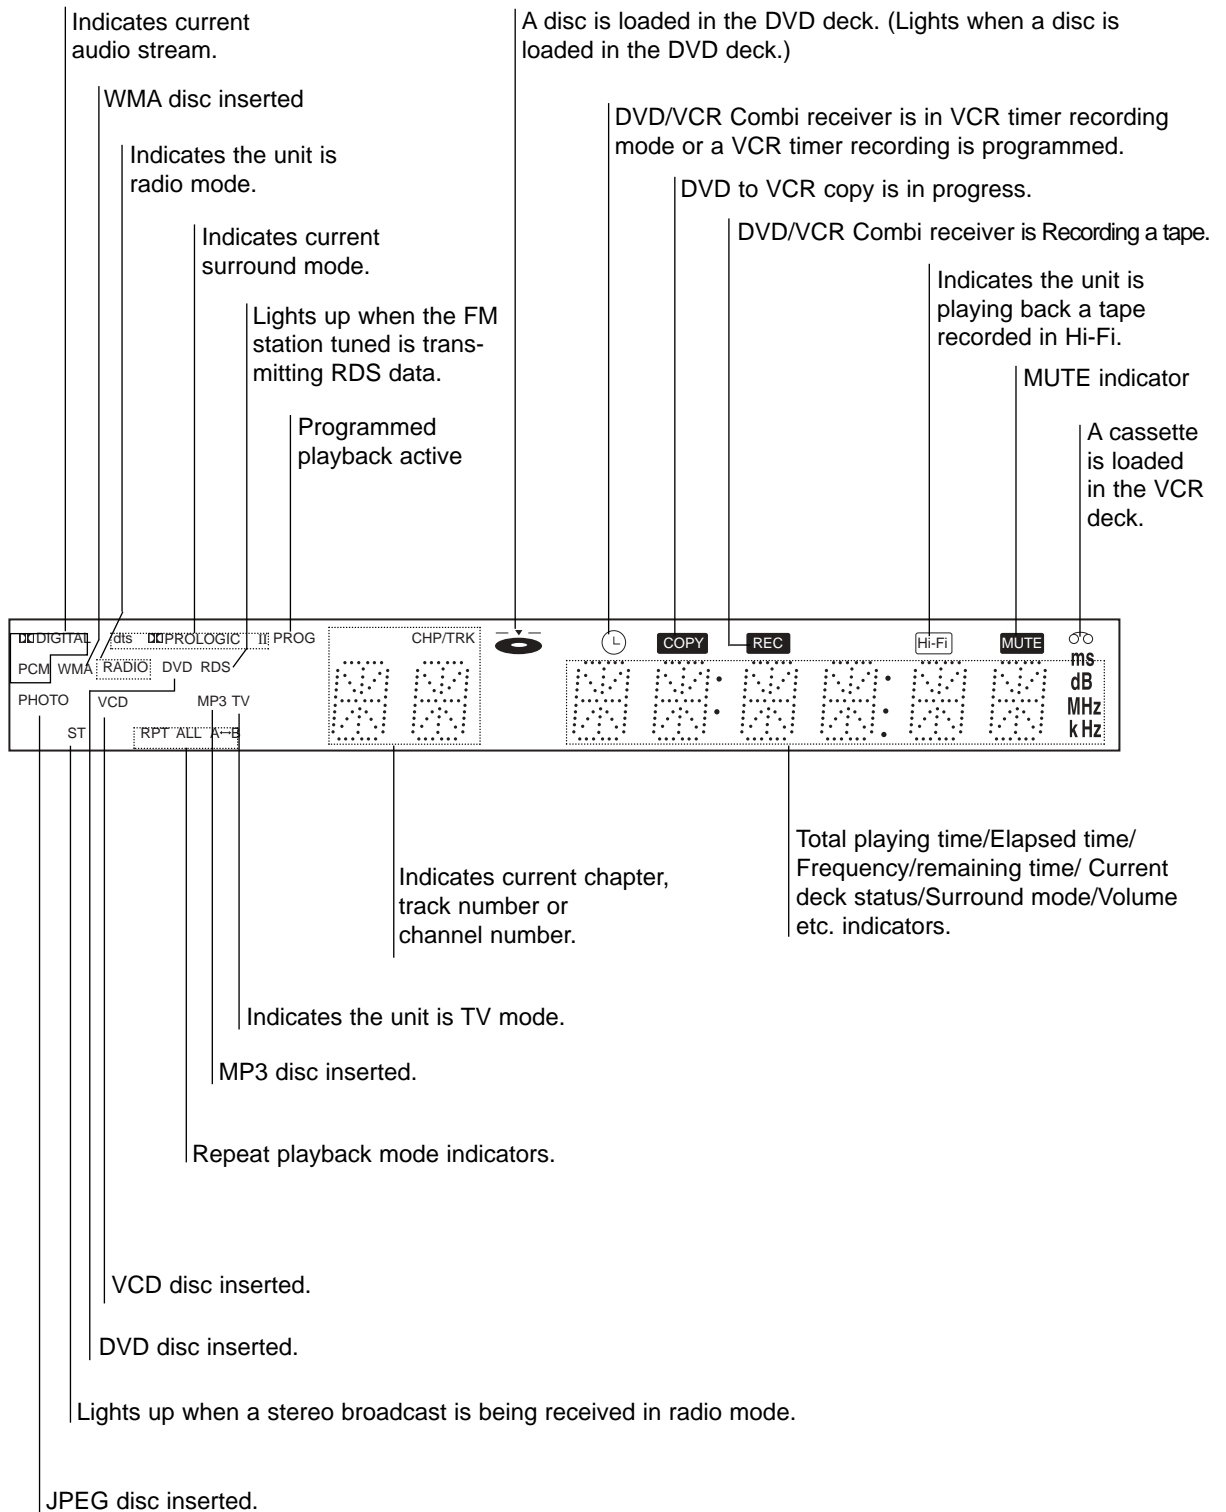 Indicates current
audio stream.
A disc is loaded in the DVD deck. (Lights when a disc is
loaded in the DVD deck.)
WMA disc inserted
DVD/VCR Combi receiver is in VCR timer recording
mode or a VCR timer recording is programmed.
Indicates the unit is
radio mode.
DVD to VCR copy is in progress.
Indicates current
surround mode.
DVD/VCR Combi receiver is Recording a tape.
Indicates the unit is
playing back a tape
recorded in Hi-Fi.
Lights up when the FM
station tuned is trans-
mitting RDS data.
MUTE indicator
Programmed
playback active
A cassette
is loaded
in the VCR
deck.
DIGITAL dts PROLOGIC II PROG CHP/TRK COPY REC Hi-Fi MUTE
PCM WMA RADIO DVD RDS ms
dB
PHOTO VCD MP3 TV MHz
ST RPT ALL A↔B kHz
Total playing time/Elapsed time/
Frequency/remaining time/ Current
deck status/Surround mode/Volume
etc. indicators.
Indicates current chapter,
track number or
channel number.
Indicates the unit is TV mode.
MP3 disc inserted.
Repeat playback mode indicators.
VCD disc inserted.
DVD disc inserted.
Lights up when a stereo broadcast is being received in radio mode.
JPEG disc inserted.